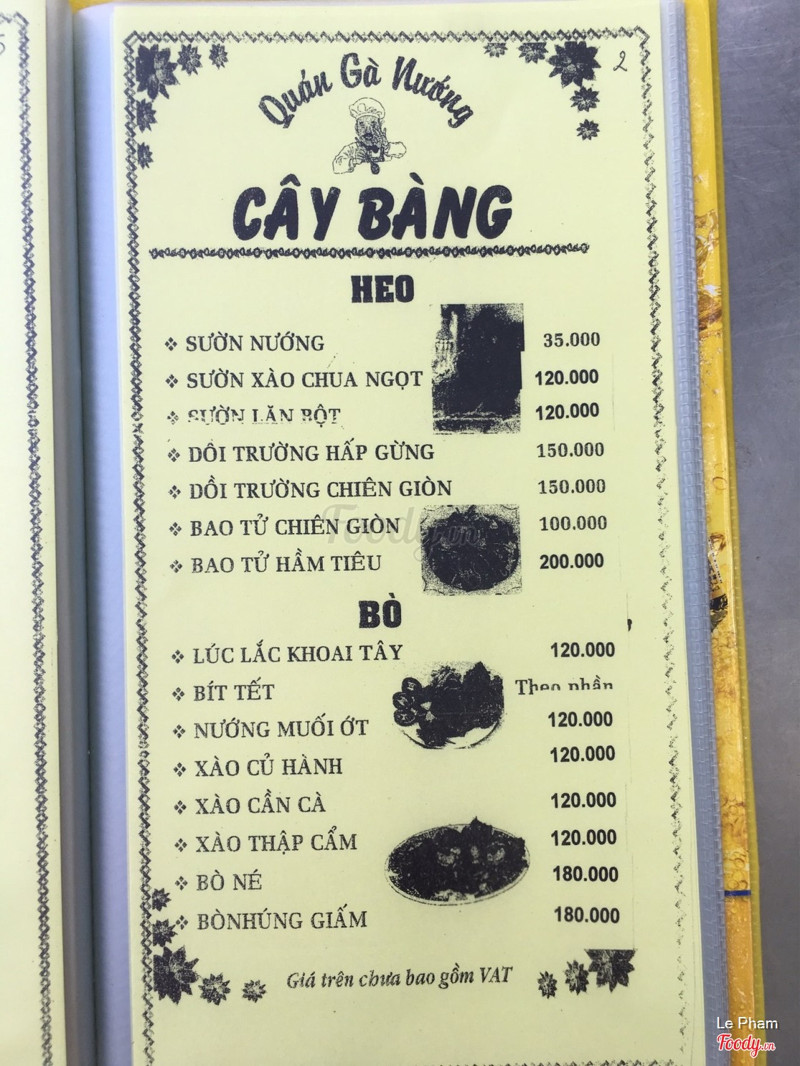 2
Quán Gà Nướng
CÂY BÀNG
HEO
❖ SƯỜN NƯỚNG 35.000
❖ SƯỜN XÀO CHUA NGỌT 120.000
❖ SƯỜN LĂN BỘT 120.000
❖ DỒI TRƯỜNG HẤP GỪNG 150.000
❖ DỒI TRƯỜNG CHIÊN GIÒN 150.000
❖ BAO TỬ CHIÊN GIÒN 100.000
❖ BAO TỬ HẦM TIÊU 200.000
BÒ
❖ LÚC LẮC KHOAI TÂY 120.000
❖ BÍT TẾT Theo phần
❖ NƯỚNG MUỐI ỚT 120.000
❖ XÀO CỦ HÀNH 120.000
❖ XÀO CẦN CÀ 120.000
❖ XÀO THẬP CẨM 120.000
❖ BÒ NÉ 180.000
❖ BÒNHÚNG GIẤM 180.000
Giá trên chưa bao gồm VAT
Foody.vn
Le Pham
Foody.vn